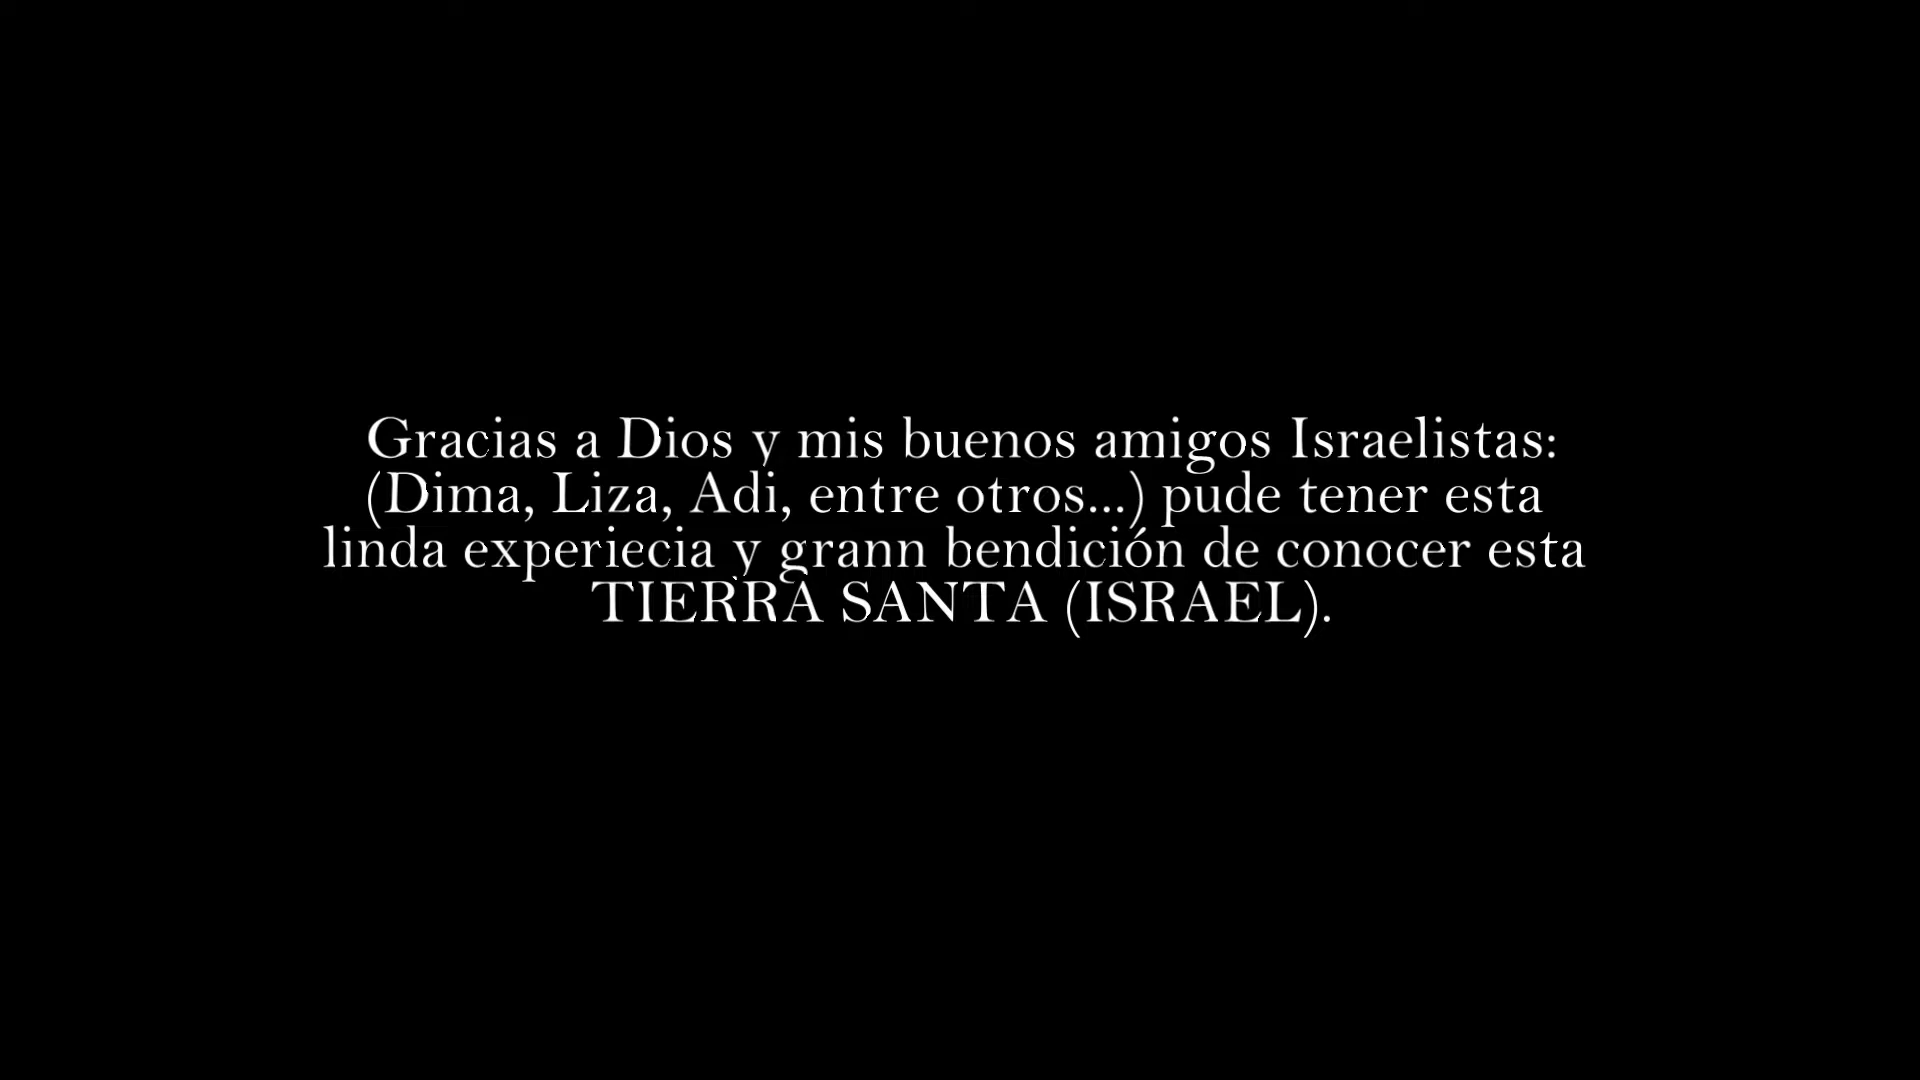 Gracias a Dios y mis buenos amigos Israelistas:
(Dima, Liza, Adi, entre otros...) pude tener esta
linda experiecia y grann bendición de conocer esta
TIERRA SANTA (ISRAEL).